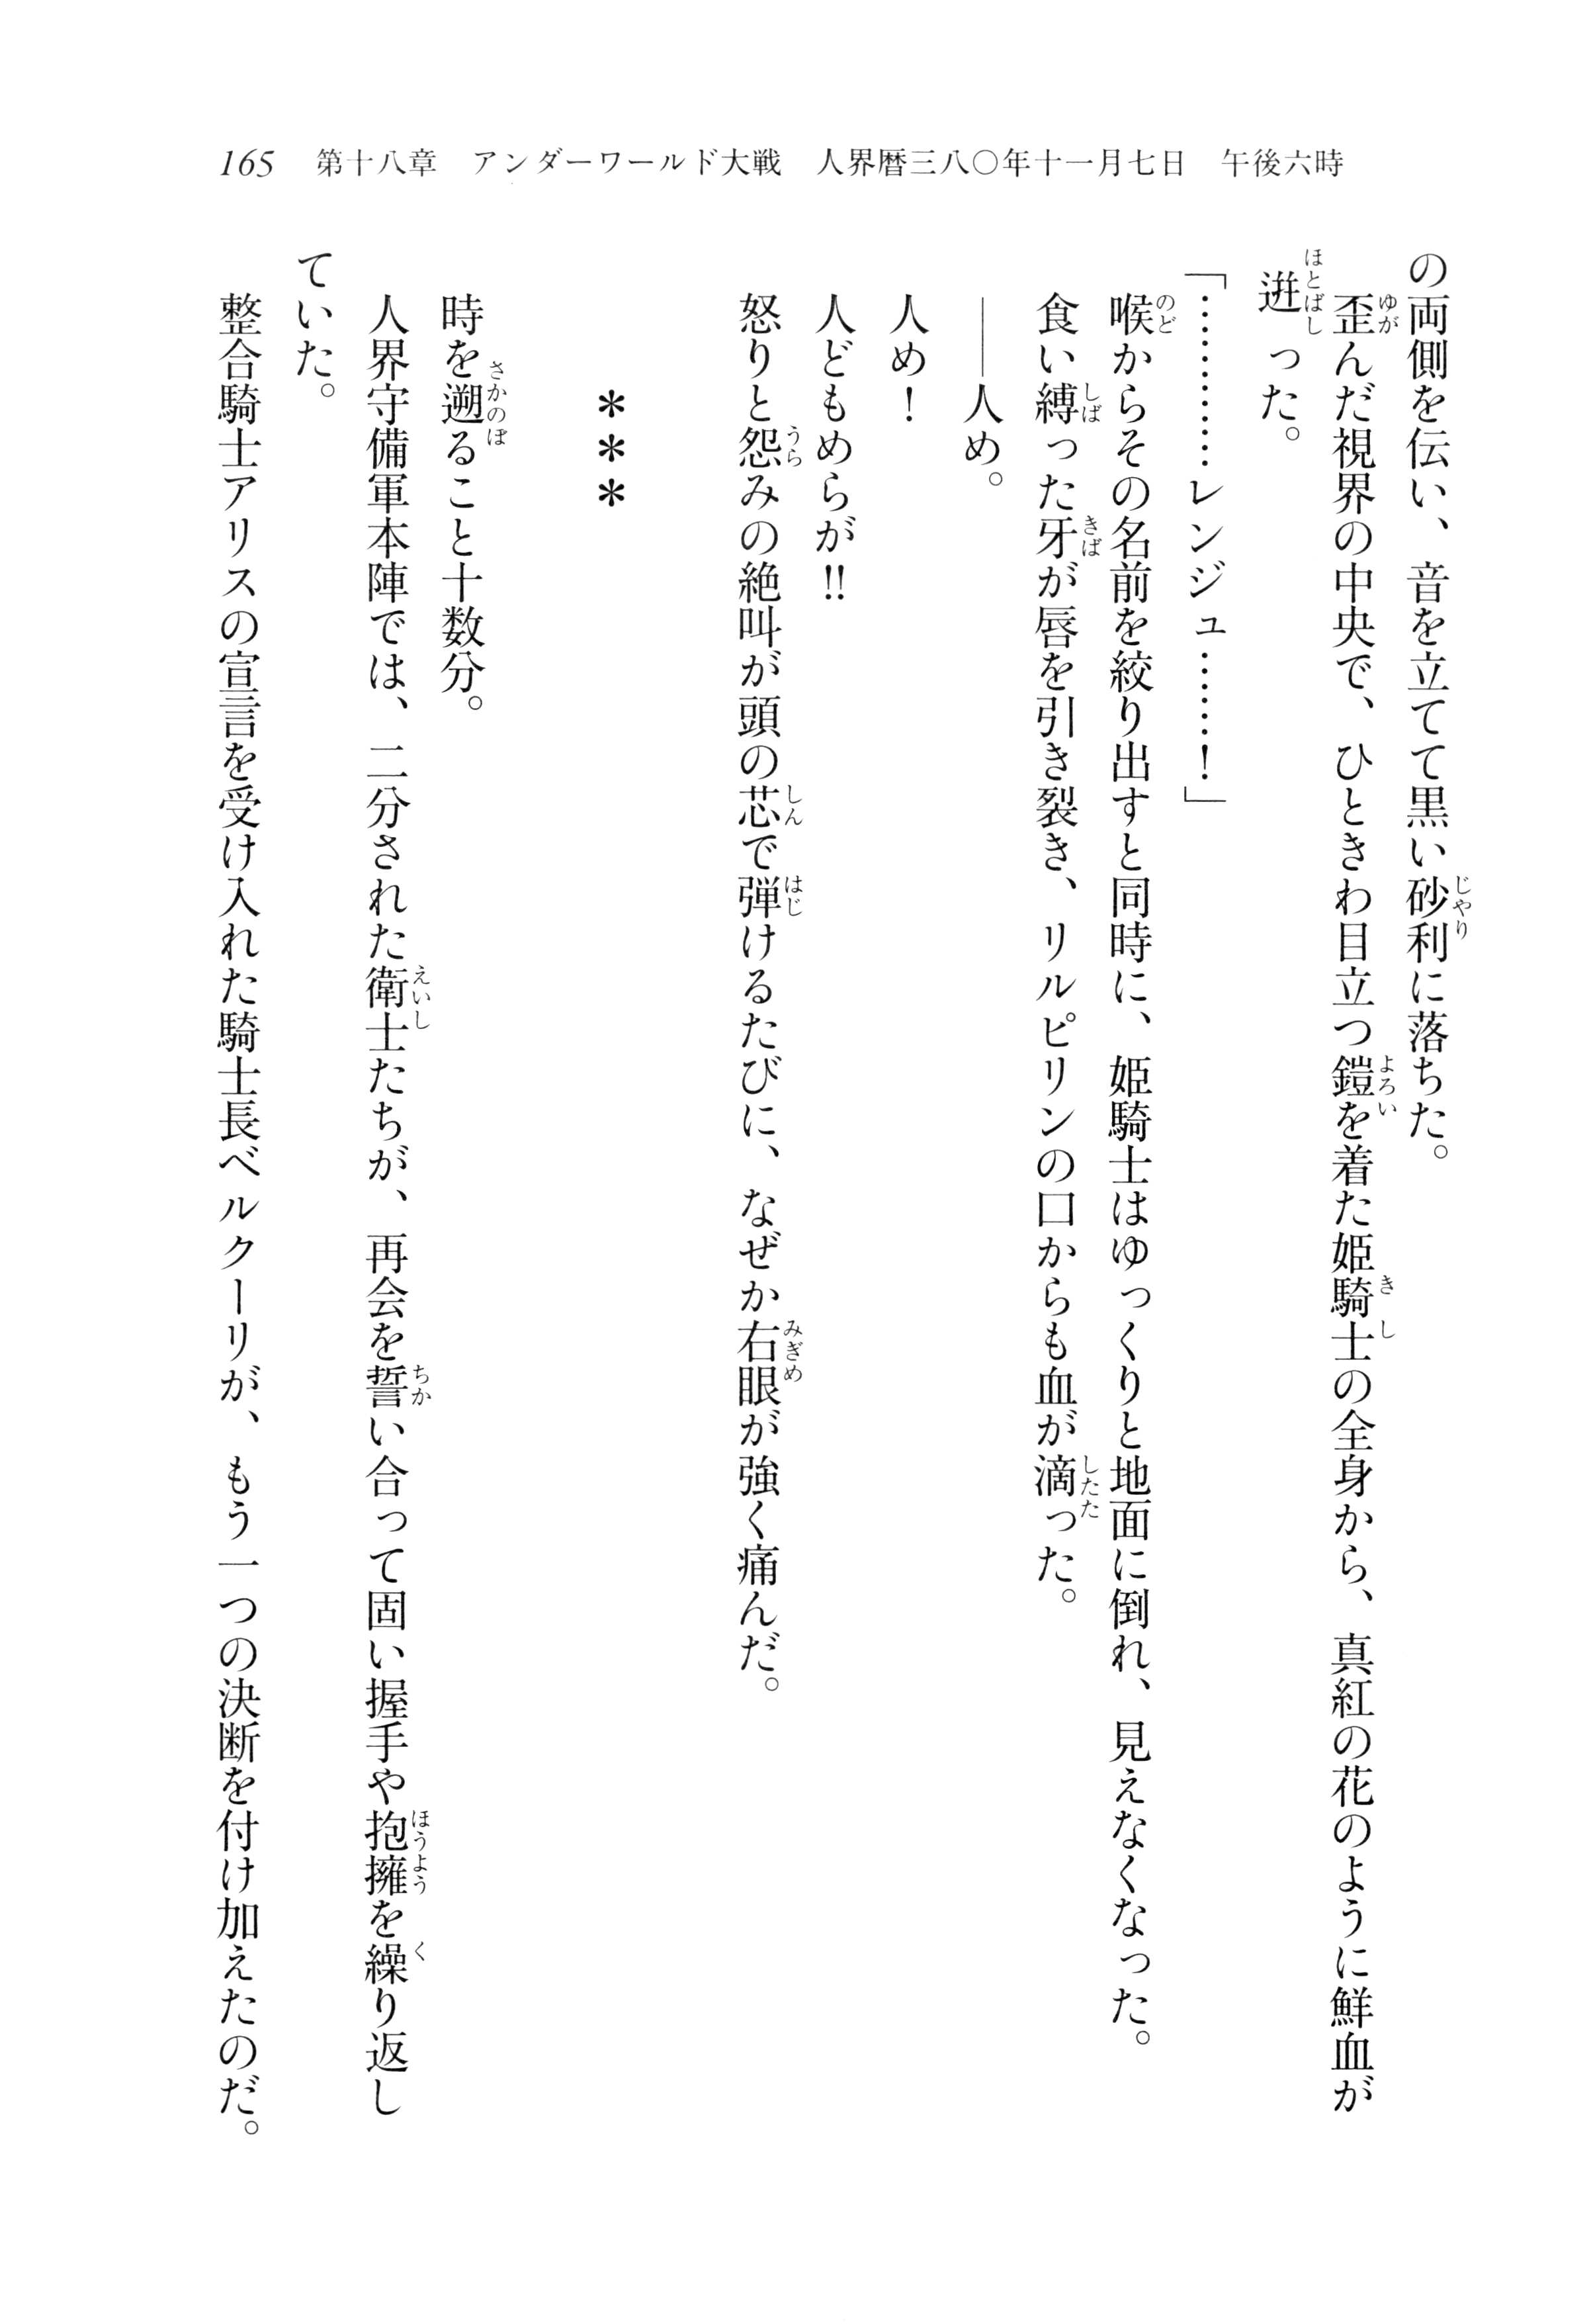 165　第十八章　アンダーワールド大戦　人界暦三八〇年十一月七日　午後六時
の両側を伝い、音を立てて黒い砂利に落ちた。
　歪んだ視界の中央で、ひときわ目立つ鎧を着た姫騎士の全身から、真紅の花のように鮮血が
迸った。
「…………レンジュ………！」
　喉からその名前を絞り出すと同時に、姫騎士はゆっくりと地面に倒れ、見えなくなった。
　食い縛った牙が唇を引き裂き、リルピリンの口からも血が滴った。
　――人め。
　人め！
　人どもめらが!!
　怒りと怨みの絶叫が頭の芯で弾けるたびに、なぜか右眼が強く痛んだ。
＊＊＊
　時を遡ること十数分。
　人界守備軍本陣では、二分された衛士たちが、再会を誓い合って固い握手や抱擁を繰り返し
ていた。
　整合騎士アリスの宣言を受け入れた騎士長ベルクーリが、もう一つの決断を付け加えたのだ。